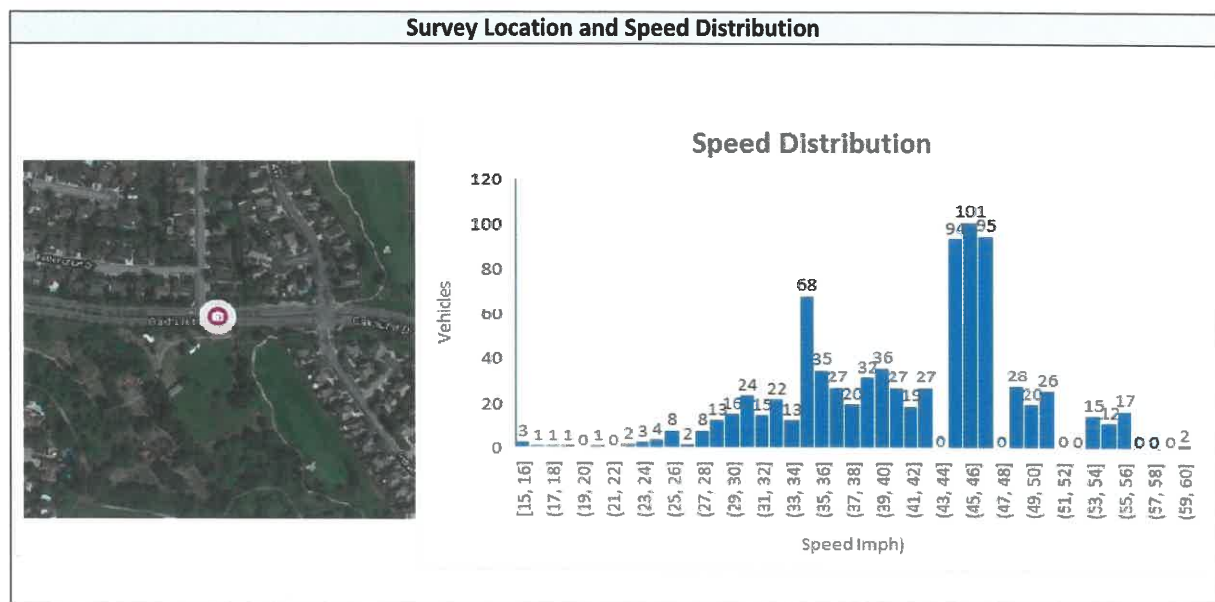 Survey Location and Speed Distribution
Speed Distribution
Vehicles
120
100
80
60
40
20
0
3 1 1 1 0 1 0 2 3 4 8 2 8 13 16 24 15 22 13 68 35 27 20 32 36 27 19 27 0 94 101 95 0 28 20 26 0 0 15 12 17 0 0 0 2
[15, 16] (17, 18] (19, 20] (21, 22] (23, 24] (25, 26] (27, 28] (29, 30] (31, 32] (33, 34] (35, 36] (37, 38] (39, 40] (41, 42] (43, 44] (45, 46] (47, 48] (49, 50] (51, 52] (53, 54] (55, 56] (57, 58] (59, 60]
Speed Imph)